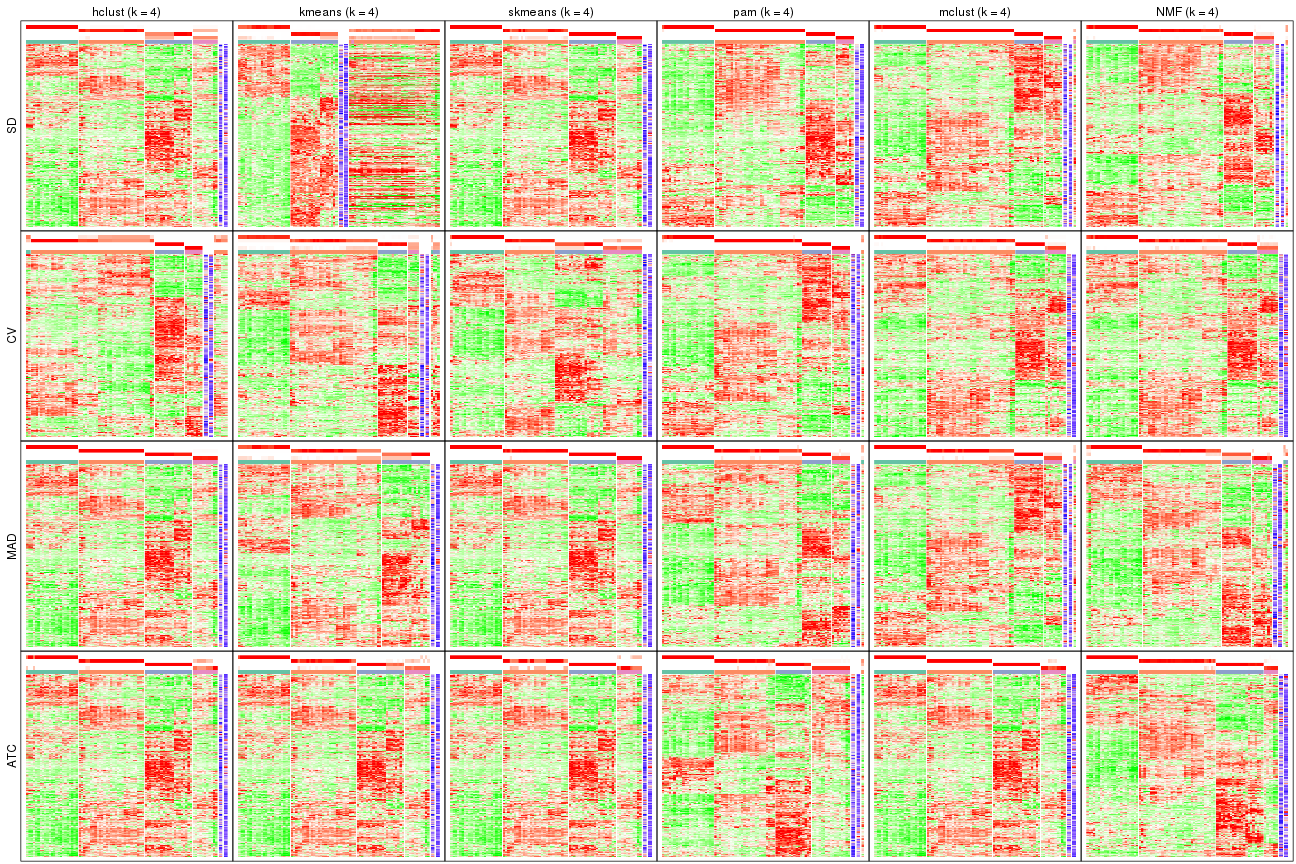 hclust (k = 4) kmeans (k = 4) skmeans (k = 4) pam (k = 4) mclust (k = 4) NMF (k = 4)
SD
CV
MAD
ATC